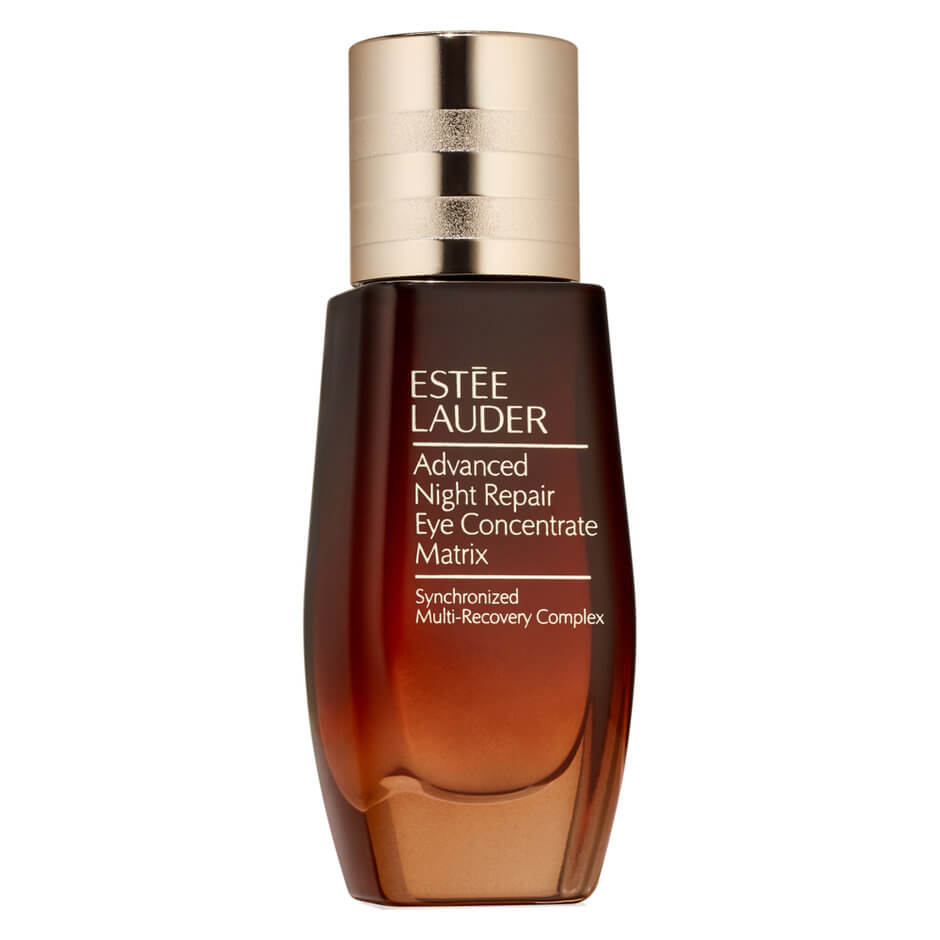 ESTĒE
LAUDER
Advanced
Night Repair
Eye Concentrate
Matrix
Synchronized
Multi-Recovery Complex